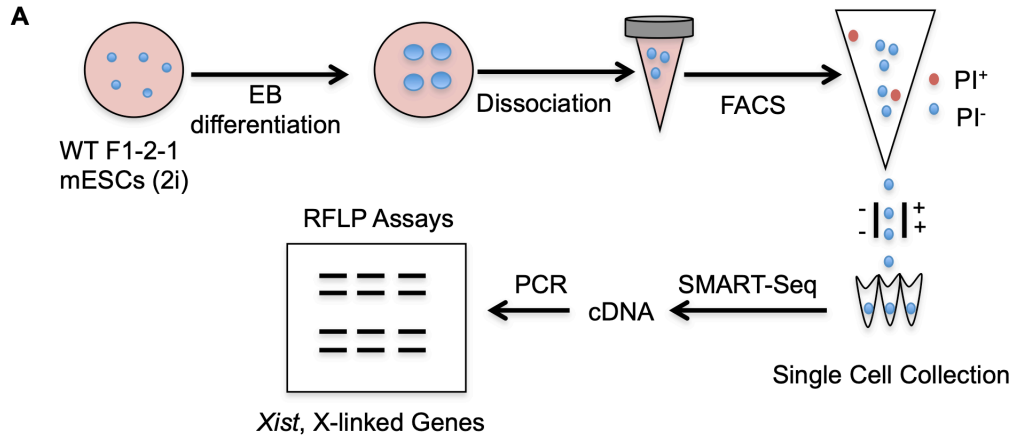 A
EB
differentiation
Dissociation
FACS
PI+
PI-
WT F1-2-1
mESCs (2i)
- +
- +
RFLP Assays
PCR
cDNA
SMART-Seq
Single Cell Collection
Xist, X-linked Genes